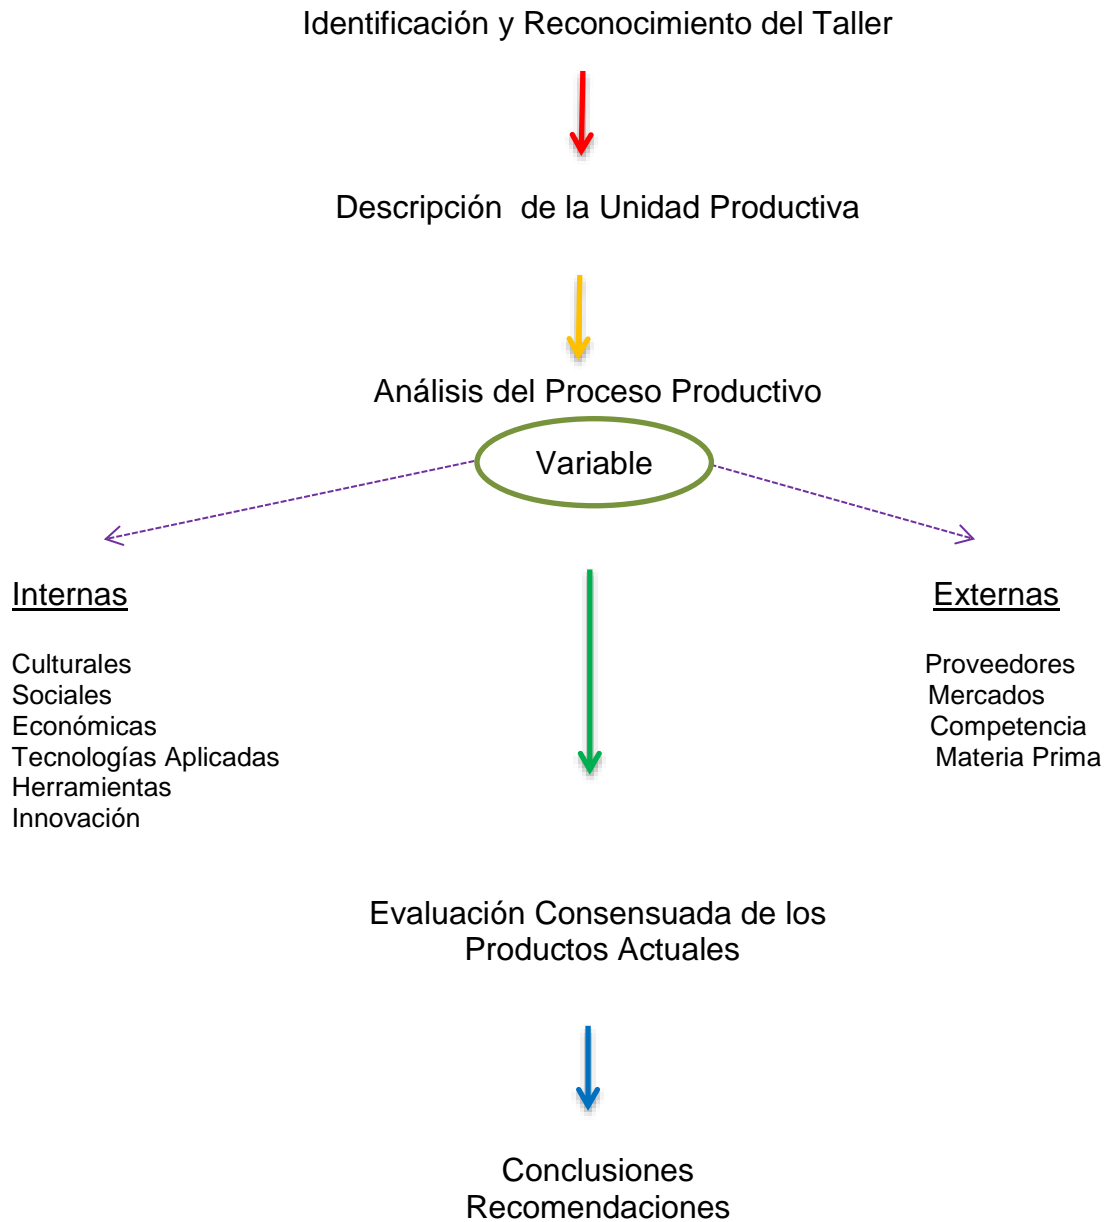 Identificación y Reconocimiento del Taller
Descripción de la Unidad Productiva
Análisis del Proceso Productivo
Variable
Internas
Culturales
Sociales
Económicas
Tecnologías Aplicadas
Herramientas
Innovación
Externas
Proveedores
Mercados
Competencia
Materia Prima
Evaluación Consensuada de los
Productos Actuales
Conclusiones
Recomendaciones